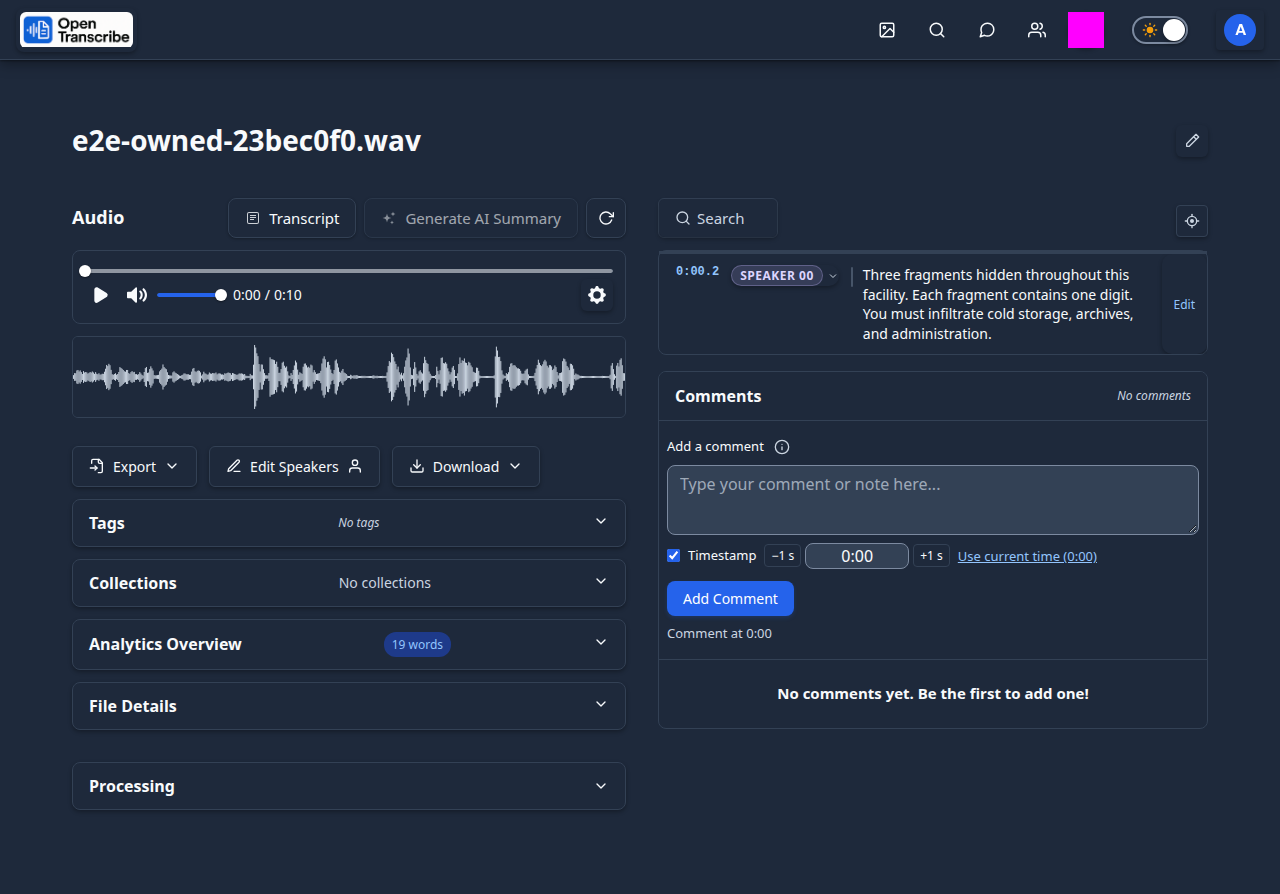 Open
Transcribe
A
e2e-owned-23bec0f0.wav
Audio
Transcript
Generate AI Summary
Search
0:00 / 0:10
0:00.2
SPEAKER 00
Three fragments hidden throughout this
facility. Each fragment contains one digit.
You must infiltrate cold storage, archives,
and administration.
Edit
Export
Edit Speakers
Download
Tags
No tags
Collections
No collections
Analytics Overview
19 words
File Details
Processing
Comments
No comments
Add a comment
Type your comment or note here...
Timestamp
−1 s
0:00
+1 s
Use current time (0:00)
Add Comment
Comment at 0:00
No comments yet. Be the first to add one!